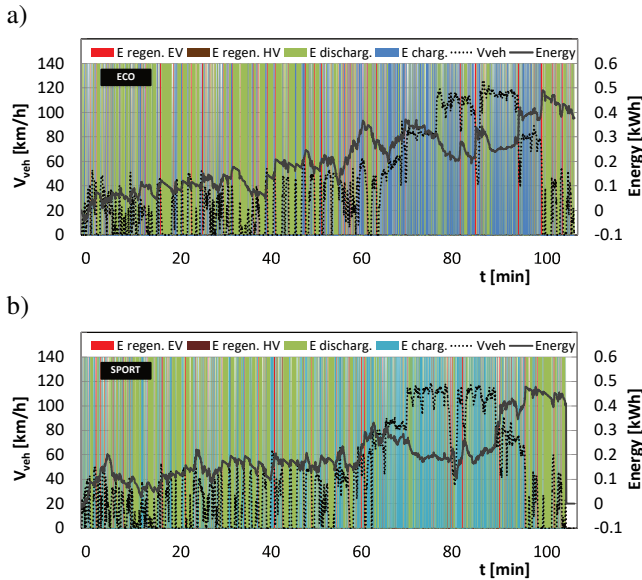 a)
E regen. EV E regen. HV E discharg. E charg. Vveh Energy
140 0.6
ECO
120 0.5
100 0.4
80 0.3
60 0.2
40 0.1
20 0
0 -0.1
V_veh [km/h]
Energy [kWh]
0 20 40 60 80 100
t [min]
b)
E regen. EV E regen. HV E discharg. E charg. Vveh Energy
140 0.6
SPORT
120 0.5
100 0.4
80 0.3
60 0.2
40 0.1
20 0
0 -0.1
V_veh [km/h]
Energy [kWh]
0 20 40 60 80 100
t [min]